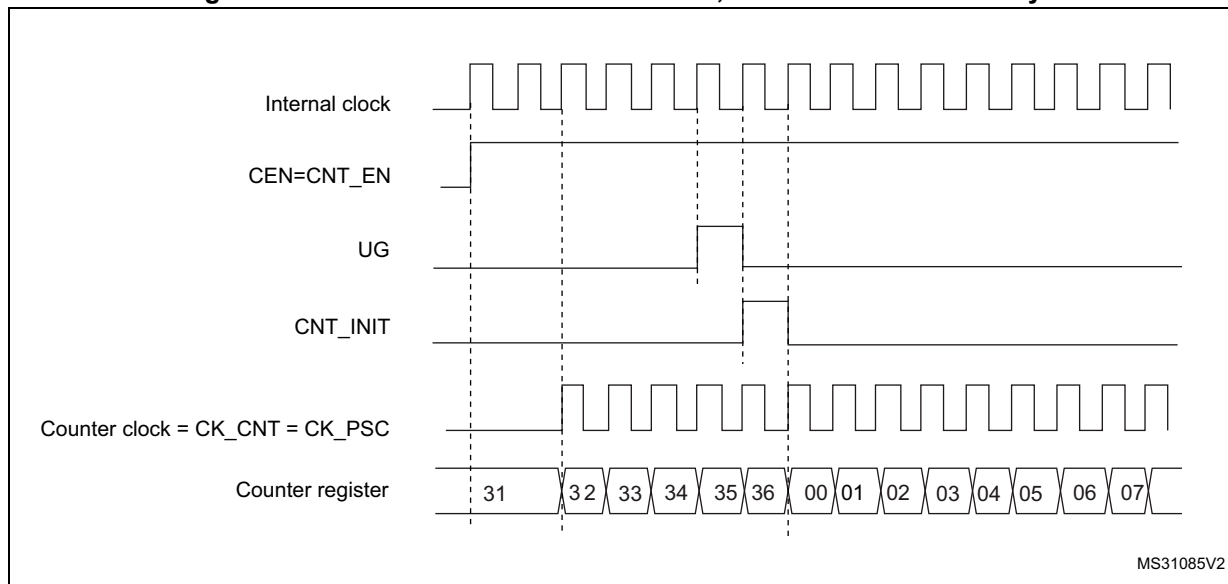 Internal clock
CEN=CNT_EN
UG
CNT_INIT
Counter clock = CK_CNT = CK_PSC
Counter register 31 32 33 34 35 36 00 01 02 03 04 05 06 07
MS31085V2